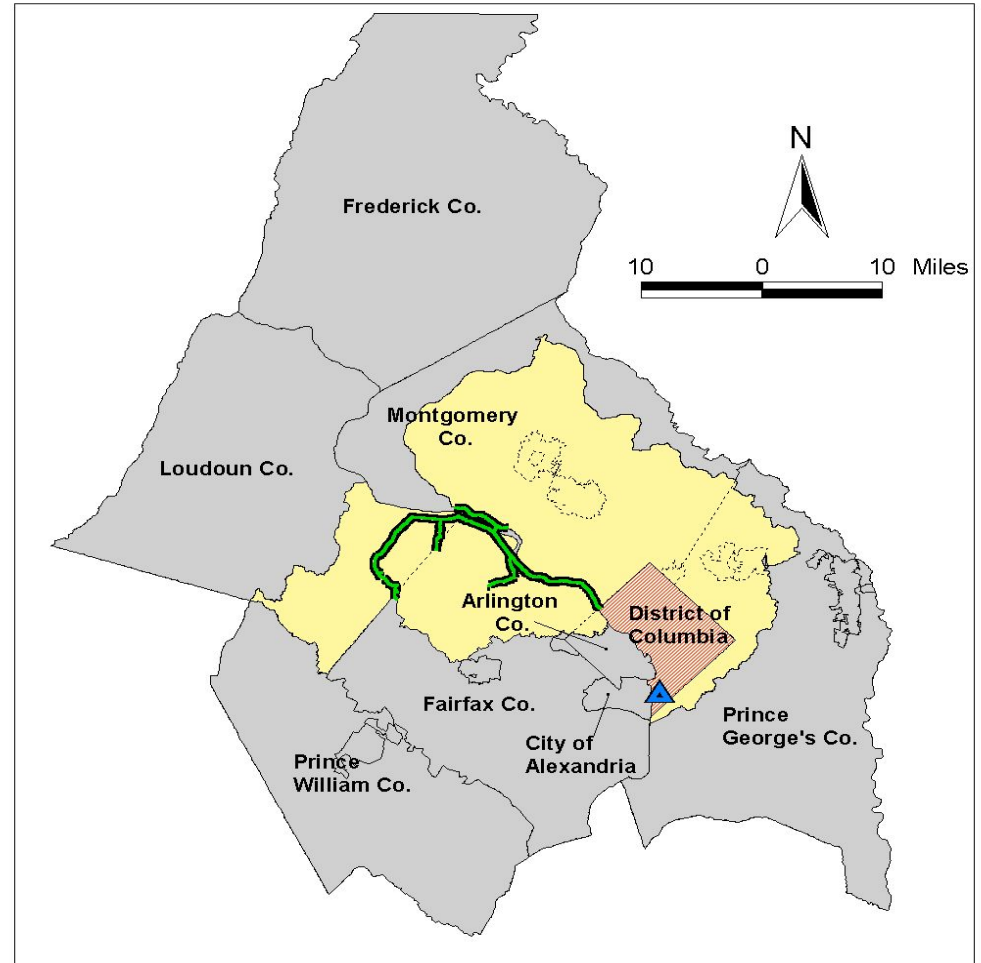 N
Frederick Co.
10 0 10 Miles
Montgomery
Co.
Loudoun Co.
Arlington
Co.
District of
Columbia
Fairfax Co.
Prince
George's Co.
City of
Alexandria
Prince
William Co.